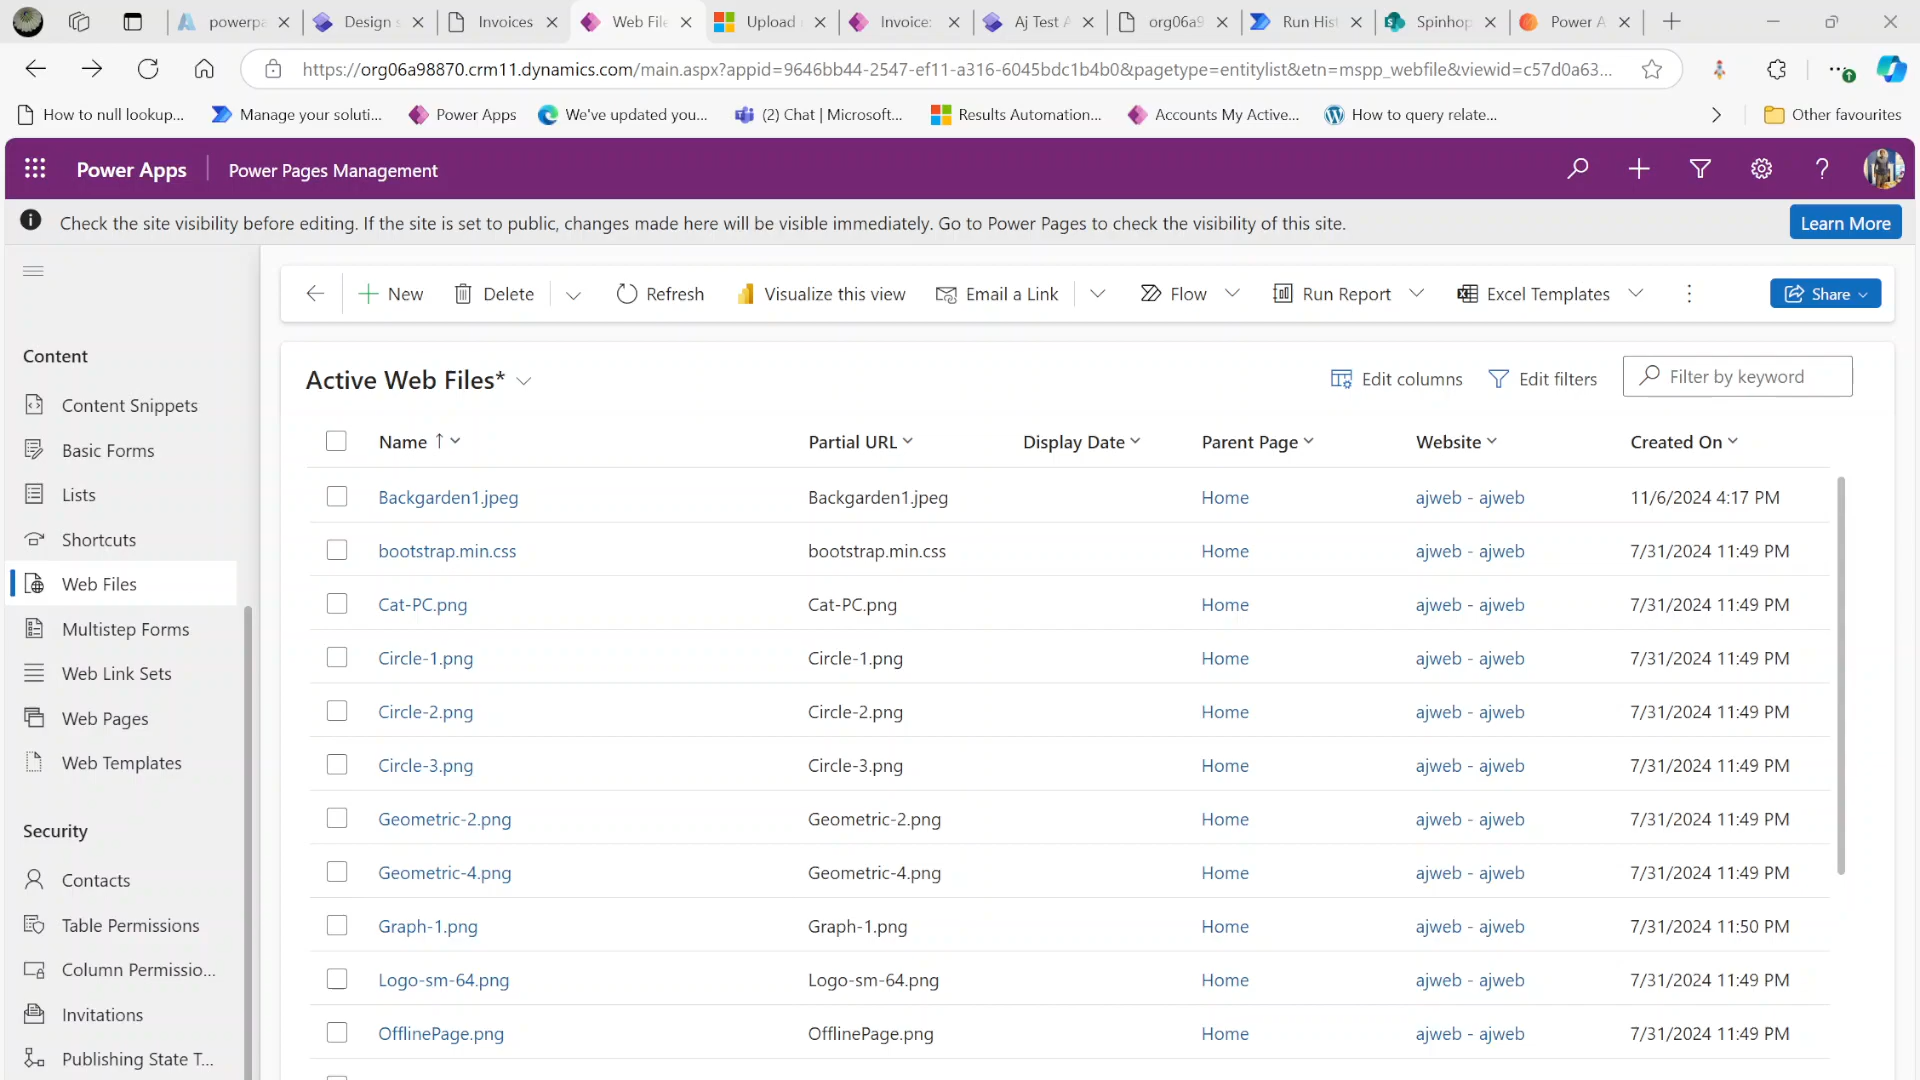 powerpa
Design s
Invoices
Web File
Upload
Invoice:
Aj Test A
org06a9
Run Hist
Spinhop
Power A
https://org06a98870.crm11.dynamics.com/main.aspx?appid=9646bb44-2547-ef11-a316-6045bdc1b4b0&pagetype=entitylist&etn=mspp_webfile&viewid=c57d0a63...
How to null lookup...
Manage your soluti...
Power Apps
We've updated you...
(2) Chat | Microsoft...
Results Automation...
Accounts My Active...
How to query relate...
Other favourites
Power Apps
Power Pages Management
Check the site visibility before editing. If the site is set to public, changes made here will be visible immediately. Go to Power Pages to check the visibility of this site.
Learn More
New
Delete
Refresh
Visualize this view
Email a Link
Flow
Run Report
Excel Templates
Share
Content
Content Snippets
Basic Forms
Lists
Shortcuts
Web Files
Multistep Forms
Web Link Sets
Web Pages
Web Templates
Security
Contacts
Table Permissions
Column Permissio...
Invitations
Publishing State T...
Active Web Files*
Edit columns
Edit filters
Filter by keyword
Name ↑ Partial URL Display Date Parent Page Website Created On
Backgarden1.jpeg Backgarden1.jpeg Home ajweb - ajweb 11/6/2024 4:17 PM
bootstrap.min.css bootstrap.min.css Home ajweb - ajweb 7/31/2024 11:49 PM
Cat-PC.png Cat-PC.png Home ajweb - ajweb 7/31/2024 11:49 PM
Circle-1.png Circle-1.png Home ajweb - ajweb 7/31/2024 11:49 PM
Circle-2.png Circle-2.png Home ajweb - ajweb 7/31/2024 11:49 PM
Circle-3.png Circle-3.png Home ajweb - ajweb 7/31/2024 11:49 PM
Geometric-2.png Geometric-2.png Home ajweb - ajweb 7/31/2024 11:49 PM
Geometric-4.png Geometric-4.png Home ajweb - ajweb 7/31/2024 11:49 PM
Graph-1.png Graph-1.png Home ajweb - ajweb 7/31/2024 11:50 PM
Logo-sm-64.png Logo-sm-64.png Home ajweb - ajweb 7/31/2024 11:49 PM
OfflinePage.png OfflinePage.png Home ajweb - ajweb 7/31/2024 11:49 PM